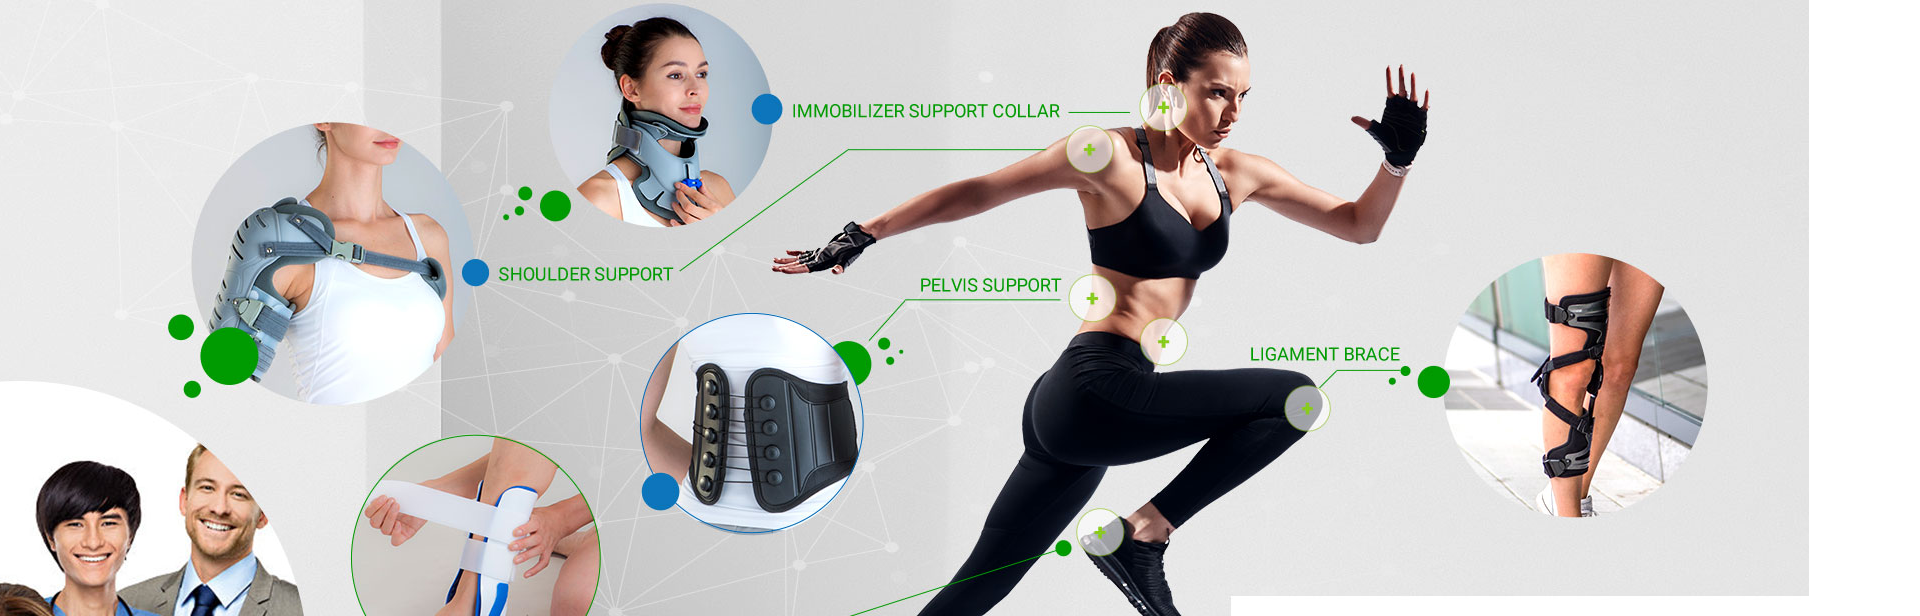 IMMOBILIZER SUPPORT COLLAR
SHOULDER SUPPORT
PELVIS SUPPORT
LIGAMENT BRACE